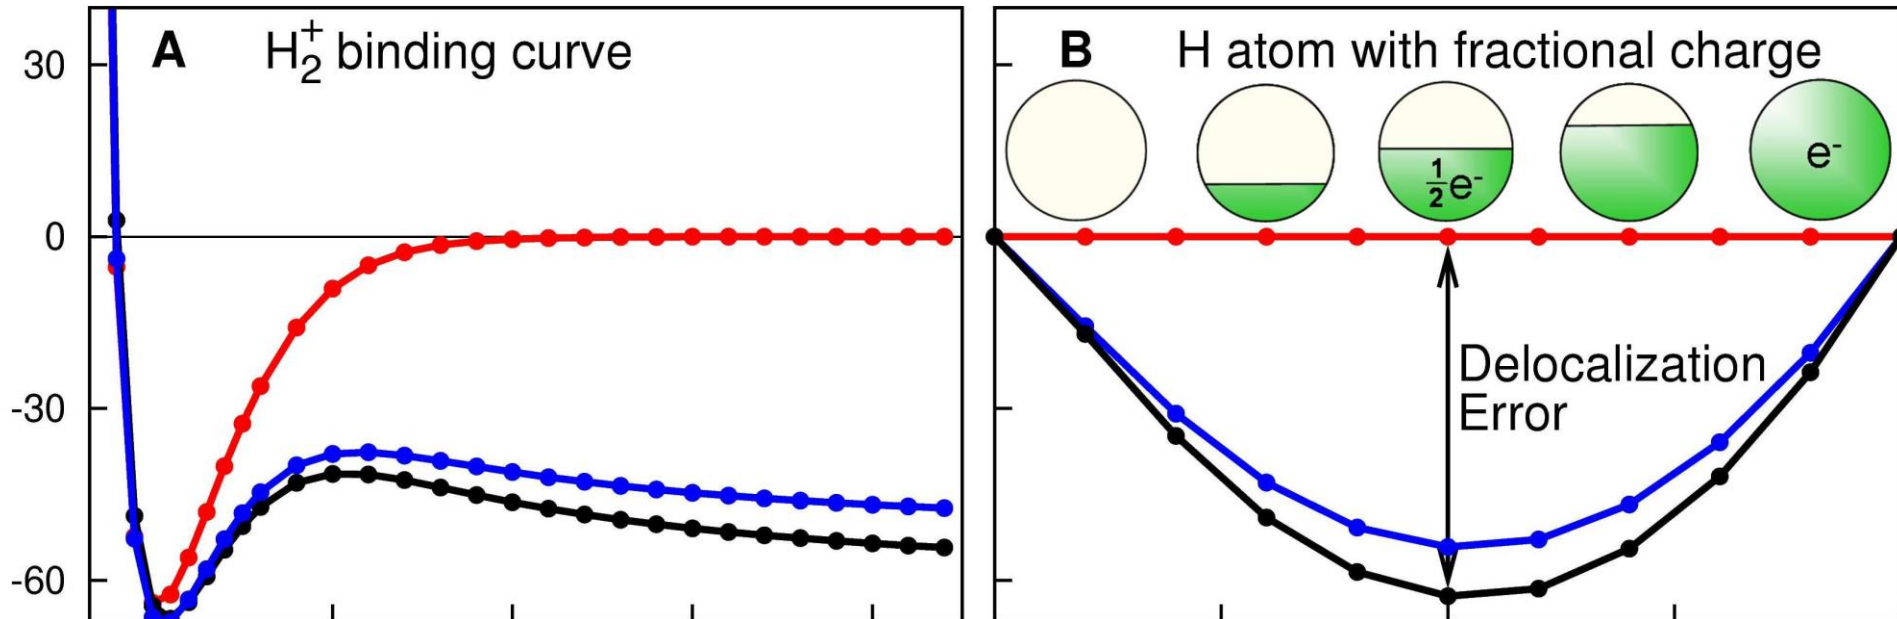 A H₂⁺ binding curve
30
0
-30
-60
B H atom with fractional charge
½e⁻
e⁻
Delocalization
Error